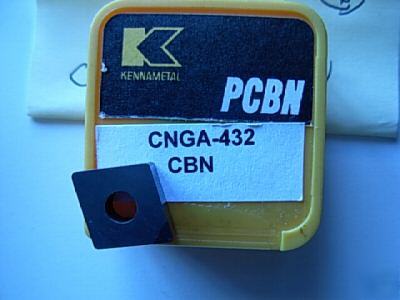 KENNAMETAL
PCBN
CNGA-432
CBN